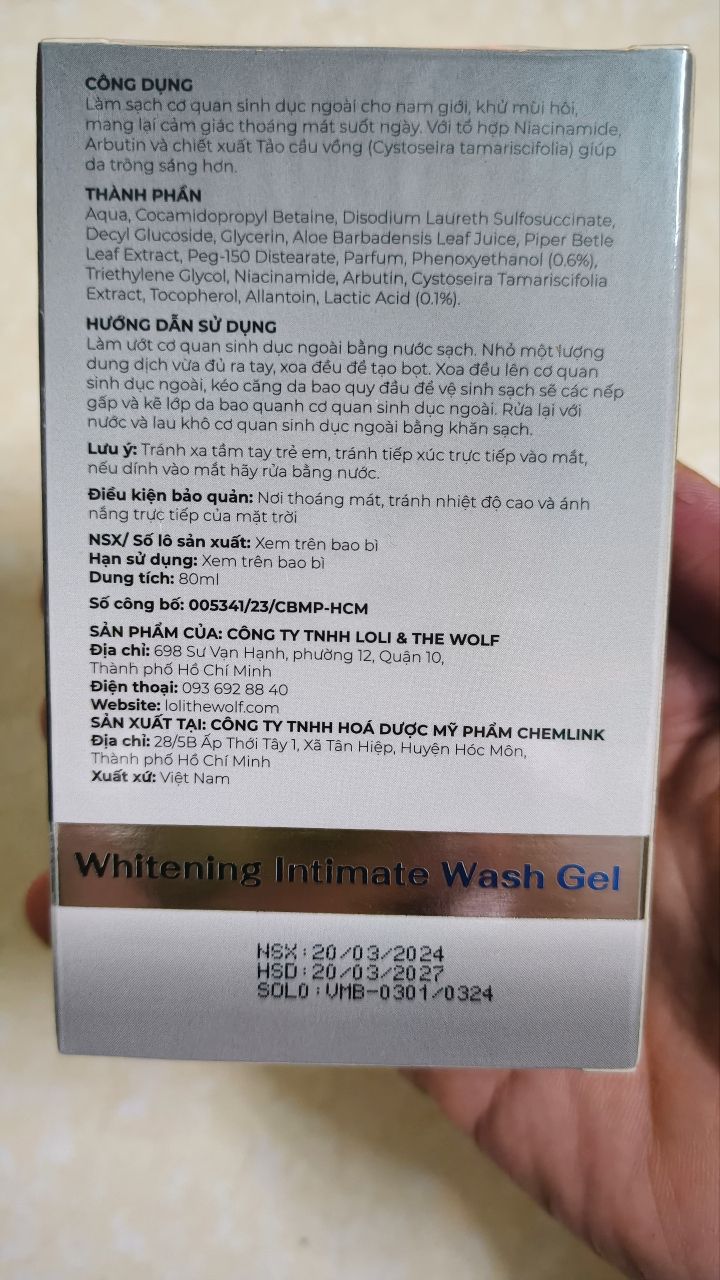 CÔNG DỤNG
Làm sạch cơ quan sinh dục ngoài cho nam giới, khử mùi hôi,
mang lại cảm giác thoáng mát suốt ngày. Với tổ hợp Niacinamide,
Arbutin và chiết xuất Tảo cầu vồng (Cystoseira tamariscifolia) giúp
da trông sáng hơn.
THÀNH PHẦN
Aqua, Cocamidopropyl Betaine, Disodium Laureth Sulfosuccinate,
Decyl Glucoside, Glycerin, Aloe Barbadensis Leaf Juice, Piper Betle
Leaf Extract, Peg-150 Distearate, Parfum, Phenoxyethanol (0.6%),
Triethylene Glycol, Niacinamide, Arbutin, Cystoseira Tamariscifolia
Extract, Tocopherol, Allantoin, Lactic Acid (0.1%).
HƯỚNG DẪN SỬ DỤNG
Làm ướt cơ quan sinh dục ngoài bằng nước sạch. Nhỏ một lượng
dung dịch vừa đủ ra tay, xoa đều để tạo bọt. Xoa đều lên cơ quan
sinh dục ngoài, kéo căng da bao quy đầu để vệ sinh sạch sẽ các nếp
gấp và kẽ lớp da bao quanh cơ quan sinh dục ngoài. Rửa lại với
nước và lau khô cơ quan sinh dục ngoài bằng khăn sạch.
Lưu ý: Tránh xa tầm tay trẻ em, tránh tiếp xúc trực tiếp vào mắt,
nếu dính vào mắt hãy rửa bằng nước.
Điều kiện bảo quản: Nơi thoáng mát, tránh nhiệt độ cao và ánh
nắng trực tiếp của mặt trời
NSX/ Số lô sản xuất: Xem trên bao bì
Hạn sử dụng: Xem trên bao bì
Dung tích: 80ml
Số công bố: 005341/23/CBMP-HCM
SẢN PHẨM CỦA: CÔNG TY TNHH LOLI & THE WOLF
Địa chỉ: 698 Sư Vạn Hạnh, phường 12, Quận 10,
Thành phố Hồ Chí Minh
Điện thoại: 093 692 88 40
Website: lolithewolf.com
SẢN XUẤT TẠI: CÔNG TY TNHH HOÁ DƯỢC MỸ PHẨM CHEMLINK
Địa chỉ: 28/5B Ấp Thới Tây 1, Xã Tân Hiệp, Huyện Hóc Môn,
Thành phố Hồ Chí Minh
Xuất xứ: Việt Nam
Whitening Intimate Wash Gel
NSX:20/03/2024
HSD:20/03/2027
SOLO:VMB-0301/0324